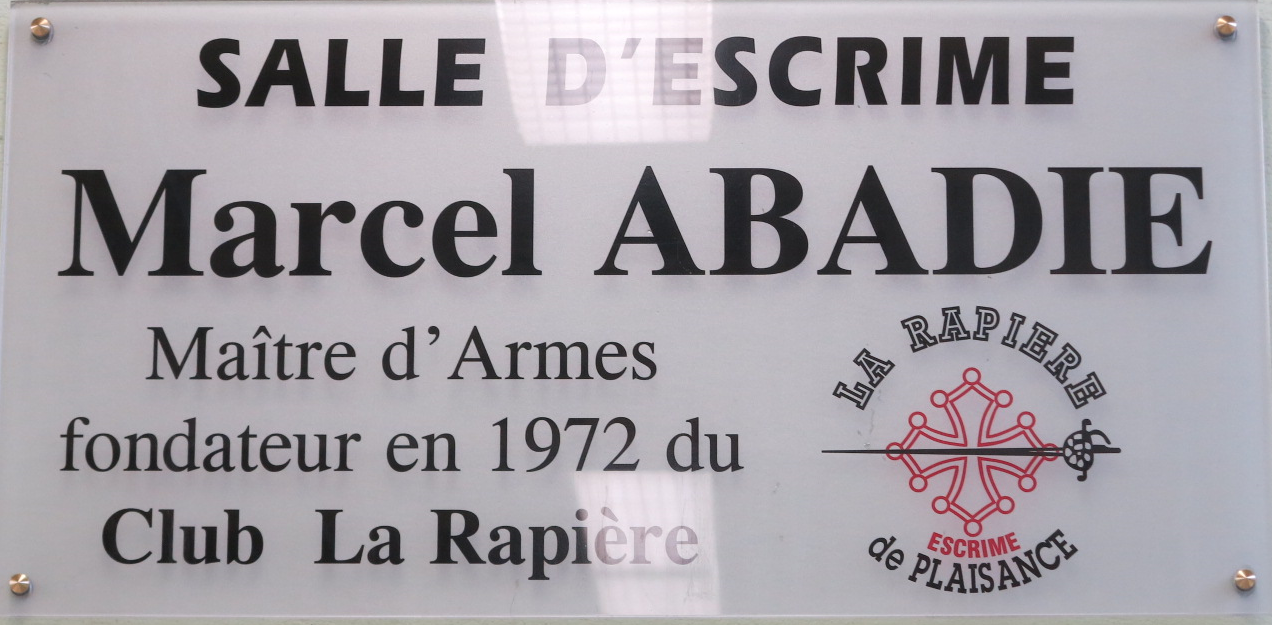 SALLE D'ESCRIME
Marcel ABADIE
Maître d'Armes
fondateur en 1972 du
Club La Rapière
LA RAPIERE
ESCRIME
de PLAISANCE